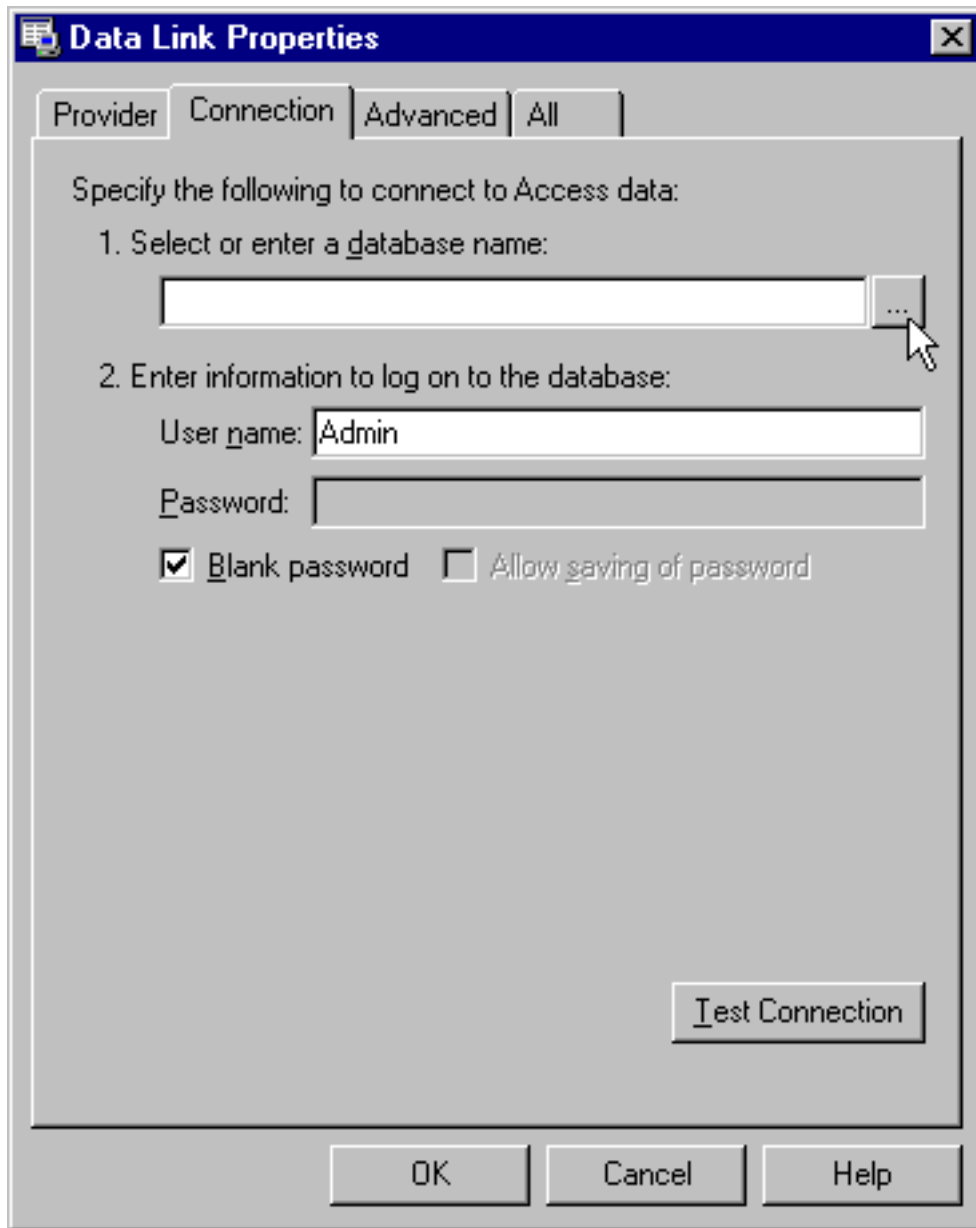 Data Link Properties
Provider Connection Advanced All
Specify the following to connect to Access data:
1. Select or enter a database name:
...
2. Enter information to log on to the database:
User name: Admin
Password:
Blank password Allow saving of password
Test Connection
OK Cancel Help